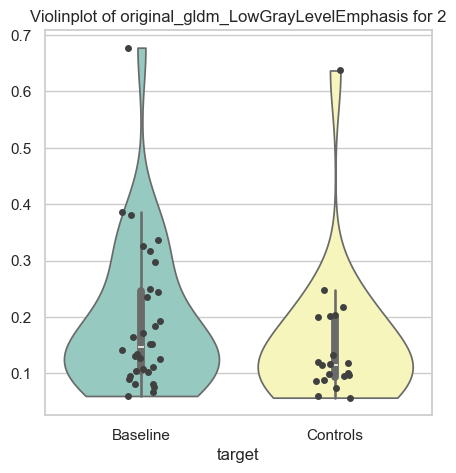 Violinplot of original_gldm_LowGrayLevelEmphasis for 2
0.7
0.6
0.5
0.4
0.3
0.2
0.1
Baseline Controls
target